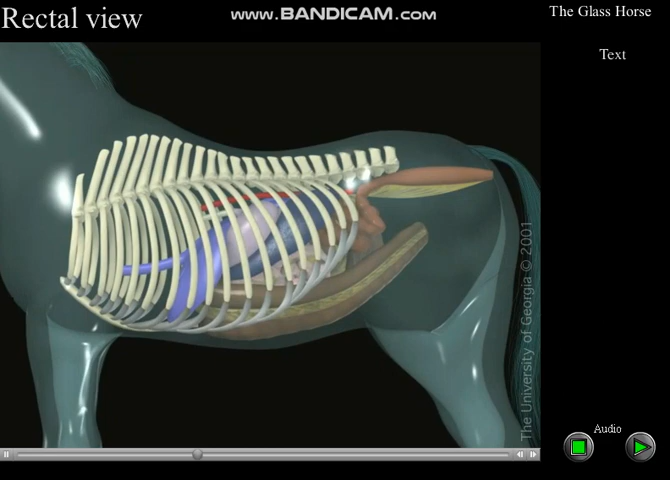 Rectal view
www.BANDICAM.com
The Glass Horse
Text
The University of Georgia © 2001
Audio